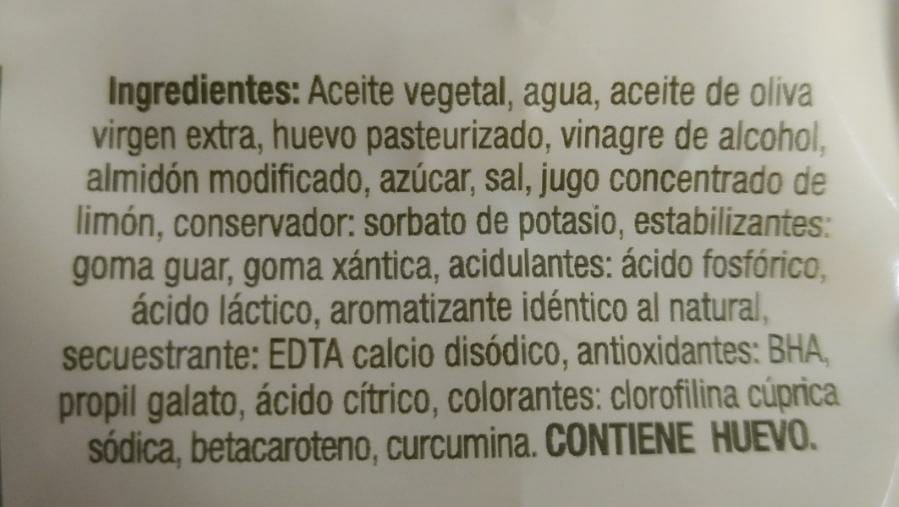 Ingredientes: Aceite vegetal, agua, aceite de oliva
virgen extra, huevo pasteurizado, vinagre de alcohol,
almidón modificado, azúcar, sal, jugo concentrado de
limón, conservador: sorbato de potasio, estabilizantes:
goma guar, goma xántica, acidulantes: ácido fosfórico,
ácido láctico, aromatizante idéntico al natural,
secuestrante: EDTA calcio disódico, antioxidantes: BHA,
propil galato, ácido cítrico, colorantes: clorofilina cúprica
sódica, betacaroteno, curcumina. CONTIENE HUEVO.